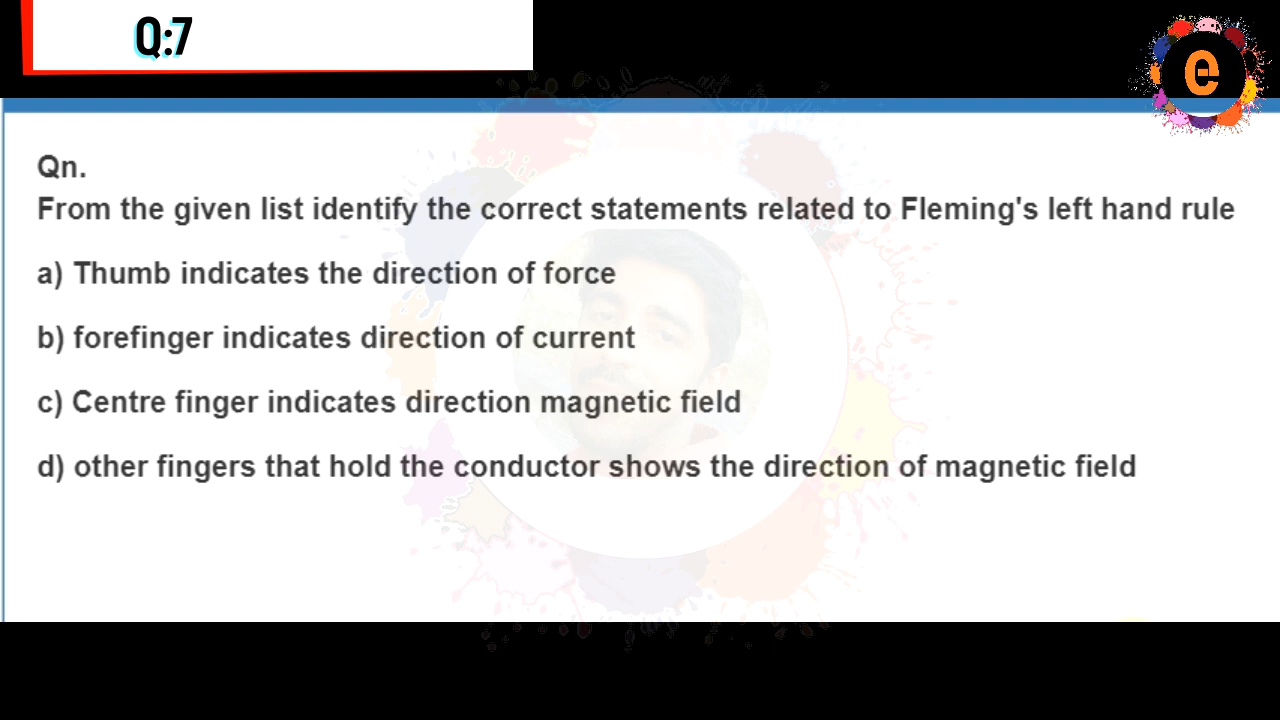 Q:7
e
Qn.
From the given list identify the correct statements related to Fleming's left hand rule
a) Thumb indicates the direction of force
b) forefinger indicates direction of current
c) Centre finger indicates direction magnetic field
d) other fingers that hold the conductor shows the direction of magnetic field